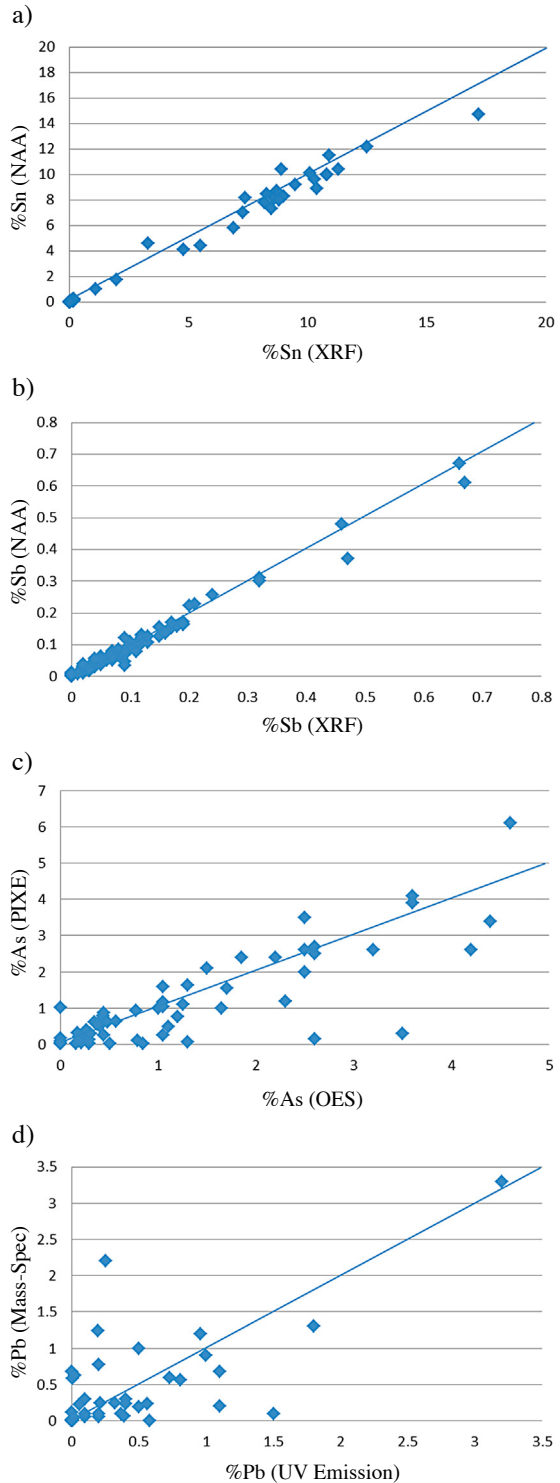 a)
20
18
16
14
12
10
8
6
4
2
0
%Sn (NAA)
0 5 10 15 20
%Sn (XRF)
b)
0.8
0.7
0.6
0.5
0.4
0.3
0.2
0.1
0
%Sb (NAA)
0 0.1 0.2 0.3 0.4 0.5 0.6 0.7 0.8
%Sb (XRF)
c)
7
6
5
4
3
2
1
0
%As (PIXE)
0 1 2 3 4 5
%As (OES)
d)
3.5
3
2.5
2
1.5
1
0.5
0
%Pb (Mass-Spec)
0 0.5 1 1.5 2 2.5 3 3.5
%Pb (UV Emission)